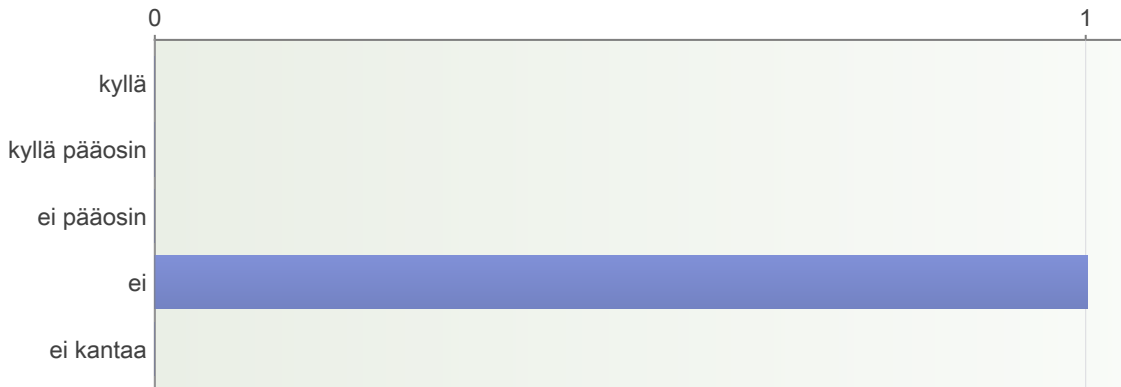 0 1
kyllä
kyllä pääosin
ei pääosin
ei
ei kantaa